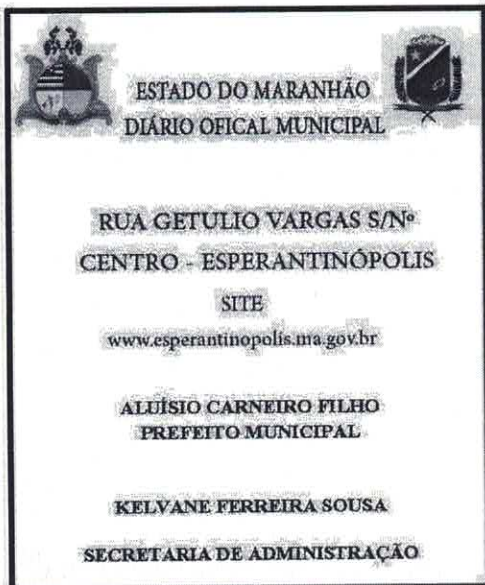 ESTADO DO MARANHÃO
DIÁRIO OFICAL MUNICIPAL
RUA GETULIO VARGAS S/Nº
CENTRO - ESPERANTINÓPOLIS
SITE
www.esperantinopolis.ma.gov.br
ALUÍSIO CARNEIRO FILHO
PREFEITO MUNICIPAL
KELVANE FERREIRA SOUSA
SECRETARIA DE ADMINISTRAÇÃO